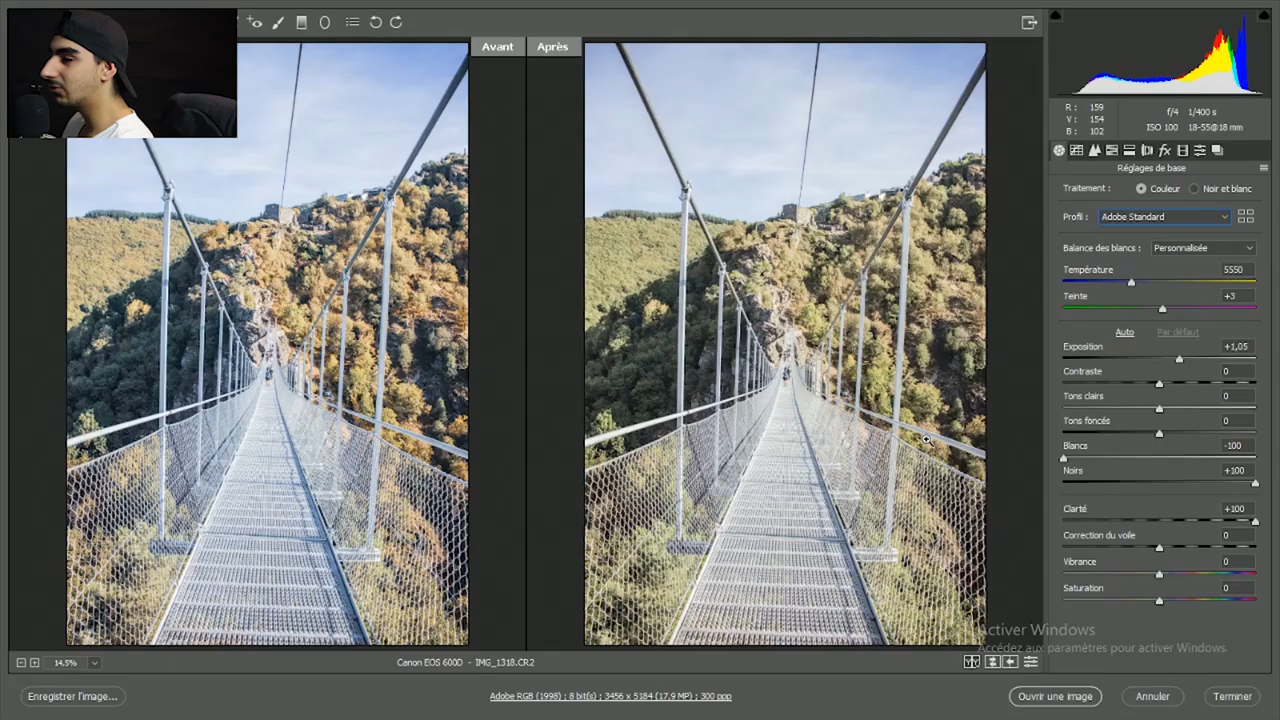 Avant
Après
R : 159
V : 154
B : 102
f/4 1/400 s
ISO 100 18-55@18 mm
Réglages de base
Traitement : Couleur Noir et blanc
Profil : Adobe Standard
Balance des blancs : Personnalisée
Température 5550
Teinte +3
Auto Par défaut
Exposition +1,05
Contraste 0
Tons clairs 0
Tons foncés 0
Blancs -100
Noirs +100
Clarté +100
Correction du voile 0
Vibrance 0
Saturation 0
Activer Windows
Accédez aux paramètres pour activer Windows.
14,5%
Canon EOS 600D - IMG_1318.CR2
Enregistrer l'image...
Adobe RGB (1998) ; 8 bit(s) ; 3456 x 5184 (17,9 MP) ; 300 ppp
Ouvrir une image
Annuler
Terminer